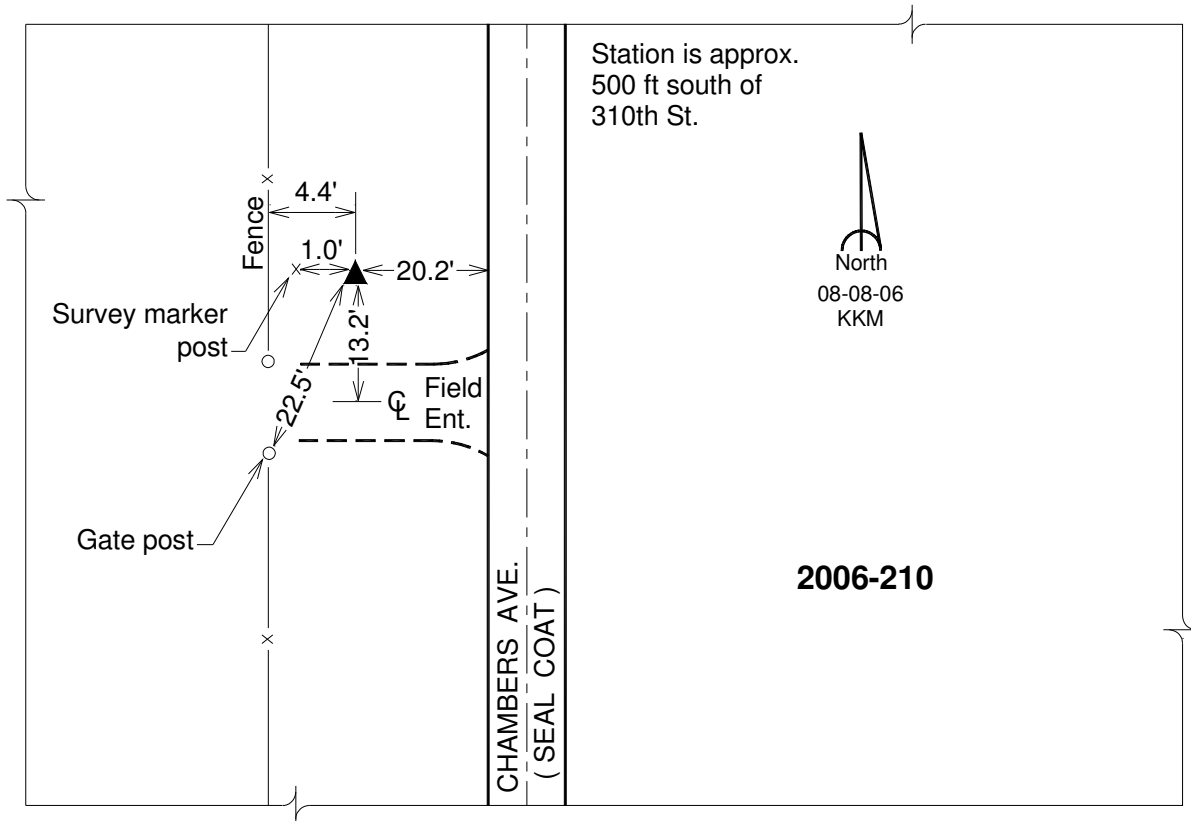 Station is approx.
500 ft south of
310th St.
4.4'
Fence
1.0'
20.2'
Survey marker
post
13.2'
22.5'
℄
Field
Ent.
Gate post
North
08-08-06
KKM
2006-210
CHAMBERS AVE.
( SEAL COAT )